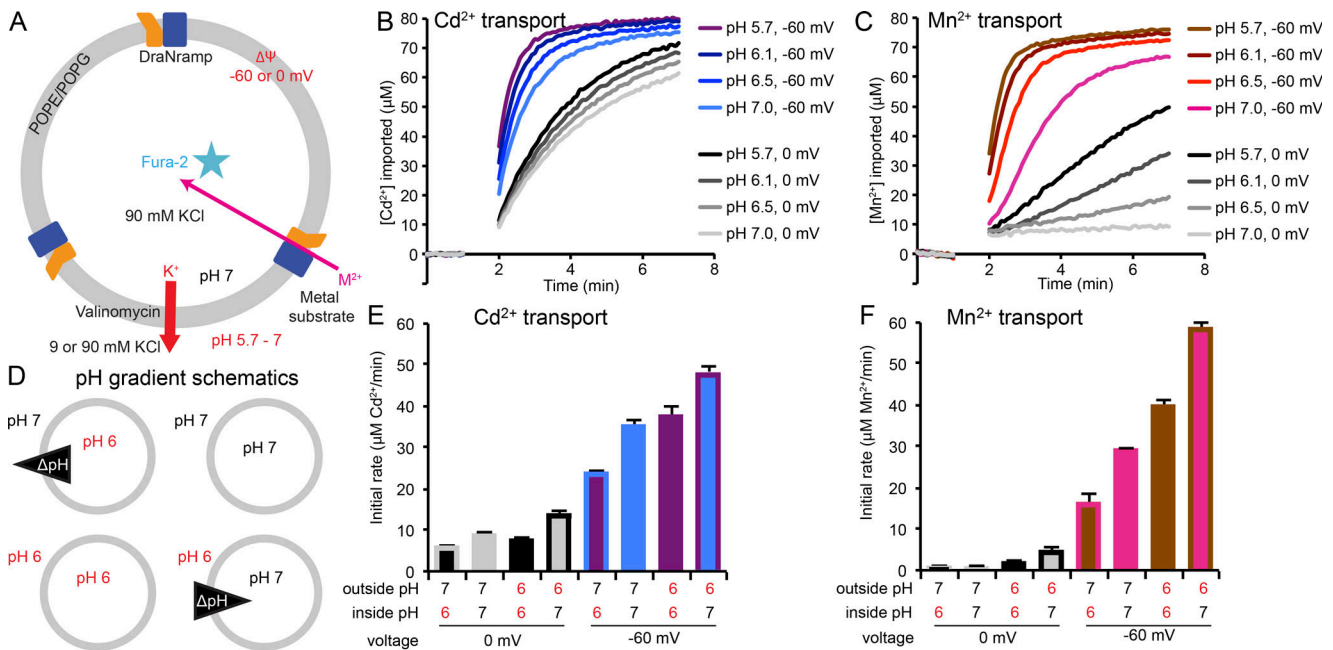 A
DraNramp
ΔΨ
-60 or 0 mV
POPE/POPG
Fura-2
90 mM KCl
K⁺
pH 7
M²⁺
Valinomycin
Metal
substrate
9 or 90 mM KCl
pH 5.7 - 7
B
Cd²⁺ transport
[Cd²⁺] imported (µM)
80
70
60
50
40
30
20
10
0
0
2
4
6
8
Time (min)
pH 5.7, -60 mV
pH 6.1, -60 mV
pH 6.5, -60 mV
pH 7.0, -60 mV
pH 5.7, 0 mV
pH 6.1, 0 mV
pH 6.5, 0 mV
pH 7.0, 0 mV
C
Mn²⁺ transport
[Mn²⁺] imported (µM)
80
70
60
50
40
30
20
10
0
0
2
4
6
8
Time (min)
pH 5.7, -60 mV
pH 6.1, -60 mV
pH 6.5, -60 mV
pH 7.0, -60 mV
pH 5.7, 0 mV
pH 6.1, 0 mV
pH 6.5, 0 mV
pH 7.0, 0 mV
D
pH gradient schematics
pH 7
pH 6
ΔpH
pH 7
pH 7
pH 6
pH 6
pH 6
pH 7
ΔpH
E
Cd²⁺ transport
Initial rate (µM Cd²⁺/min)
60
50
40
30
20
10
0
outside pH 7 7 6 6 7 7 6 6
inside pH 6 7 6 7 6 7 6 7
voltage 0 mV -60 mV
F
Mn²⁺ transport
Initial rate (µM Mn²⁺/min)
60
50
40
30
20
10
0
outside pH 7 7 6 6 7 7 6 6
inside pH 6 7 6 7 6 7 6 7
voltage 0 mV -60 mV